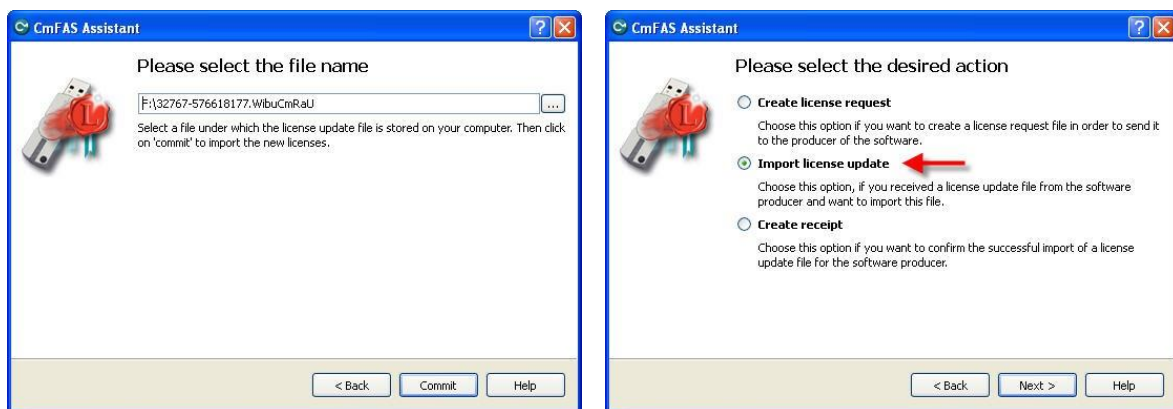 CmFAS Assistant
Please select the file name
F:\32767-576618177.WibuCmRaU
...
Select a file under which the license update file is stored on your computer. Then click
on 'commit' to import the new licenses.
< Back
Commit
Help
CmFAS Assistant
Please select the desired action
Create license request
Choose this option if you want to create a license request file in order to send it
to the producer of the software.
Import license update
Choose this option, if you received a license update file from the software
producer and want to import this file.
Create receipt
Choose this option if you want to confirm the successful import of a license
update file for the software producer.
< Back
Next >
Help